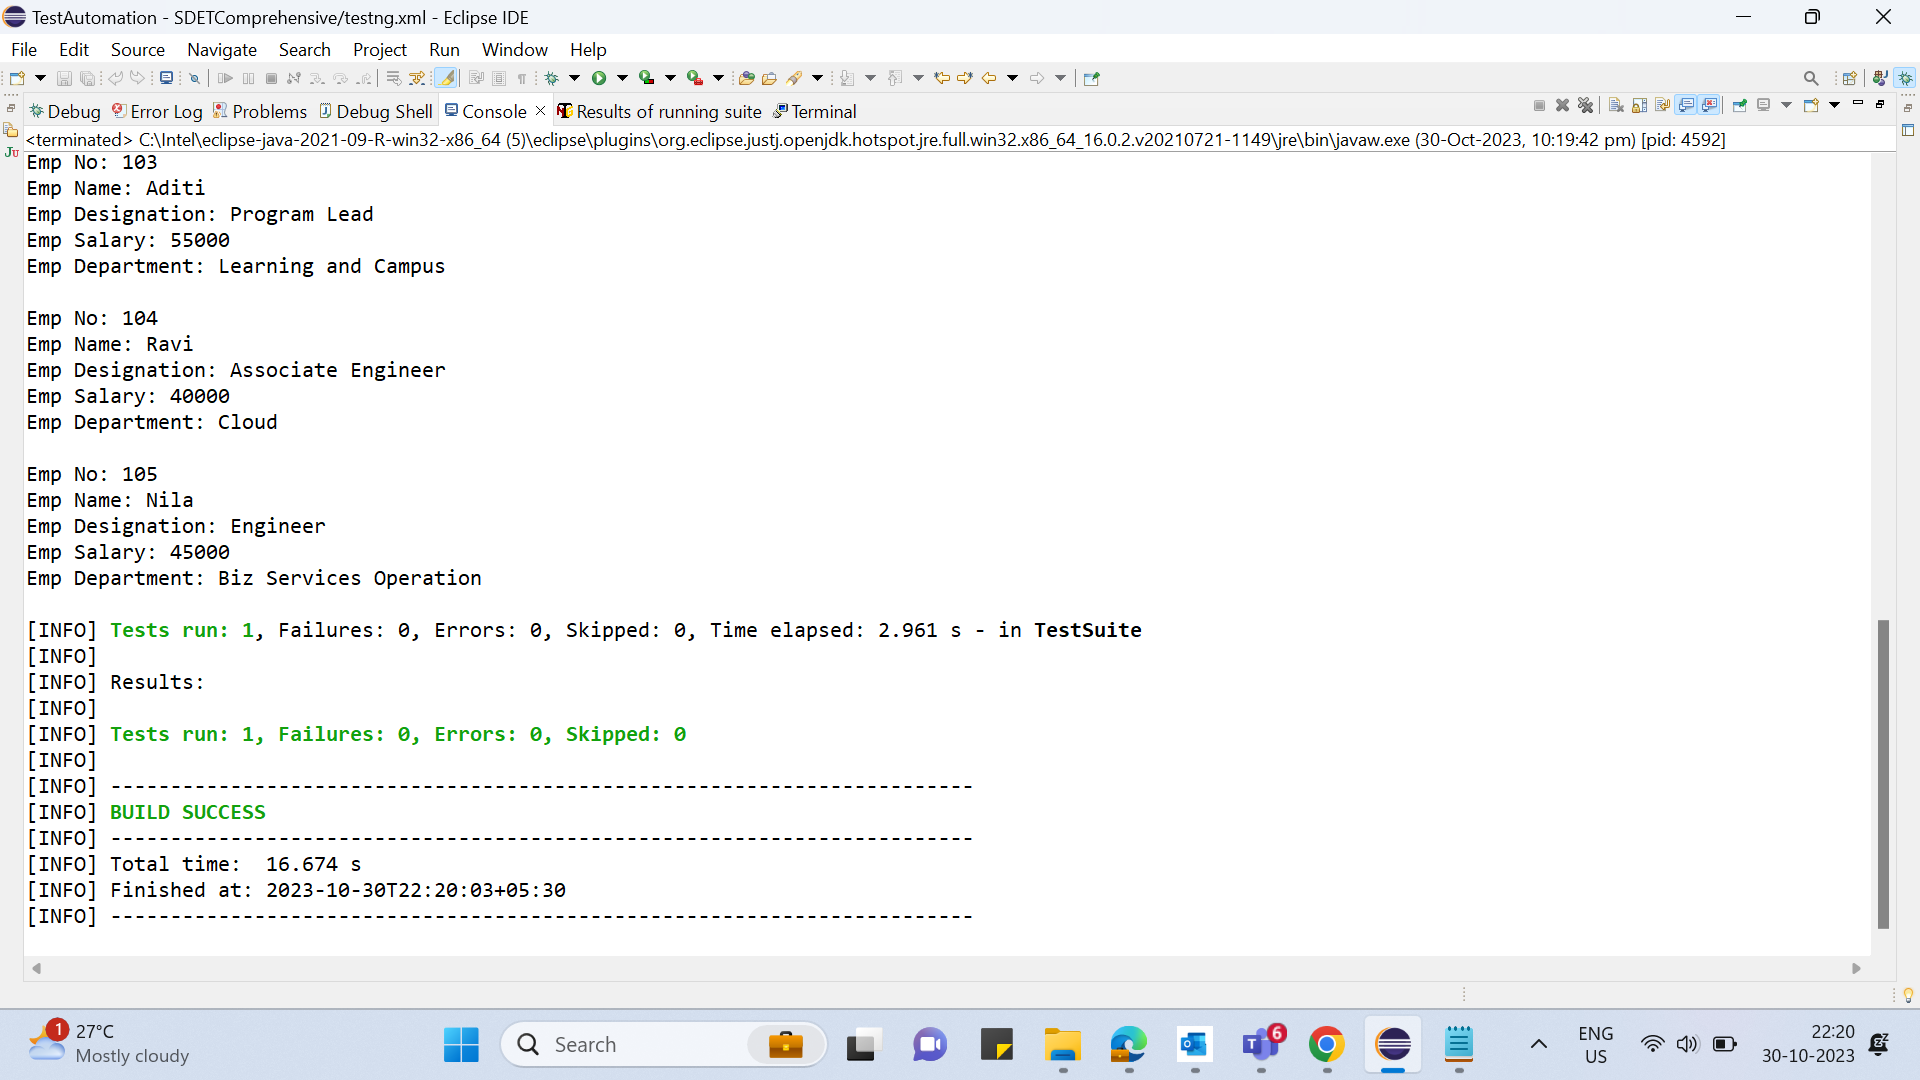 TestAutomation - SDETComprehensive/testng.xml - Eclipse IDE
File Edit Source Navigate Search Project Run Window Help
Debug Error Log Problems Debug Shell Console Results of running suite Terminal
<terminated> C:\Intel\eclipse-java-2021-09-R-win32-x86_64 (5)\eclipse\plugins\org.eclipse.justj.openjdk.hotspot.jre.full.win32.x86_64_16.0.2.v20210721-1149\jre\bin\javaw.exe (30-Oct-2023, 10:19:42 pm) [pid: 4592]
Emp No: 103
Emp Name: Aditi
Emp Designation: Program Lead
Emp Salary: 55000
Emp Department: Learning and Campus
Emp No: 104
Emp Name: Ravi
Emp Designation: Associate Engineer
Emp Salary: 40000
Emp Department: Cloud
Emp No: 105
Emp Name: Nila
Emp Designation: Engineer
Emp Salary: 45000
Emp Department: Biz Services Operation
[INFO] Tests run: 1, Failures: 0, Errors: 0, Skipped: 0, Time elapsed: 2.961 s - in TestSuite
[INFO]
[INFO] Results:
[INFO]
[INFO] Tests run: 1, Failures: 0, Errors: 0, Skipped: 0
[INFO]
[INFO] ------------------------------------------------------------------------
[INFO] BUILD SUCCESS
[INFO] ------------------------------------------------------------------------
[INFO] Total time:  16.674 s
[INFO] Finished at: 2023-10-30T22:20:03+05:30
[INFO] ------------------------------------------------------------------------
1 27°C
Mostly cloudy
Search
6
ENG
US
22:20
30-10-2023